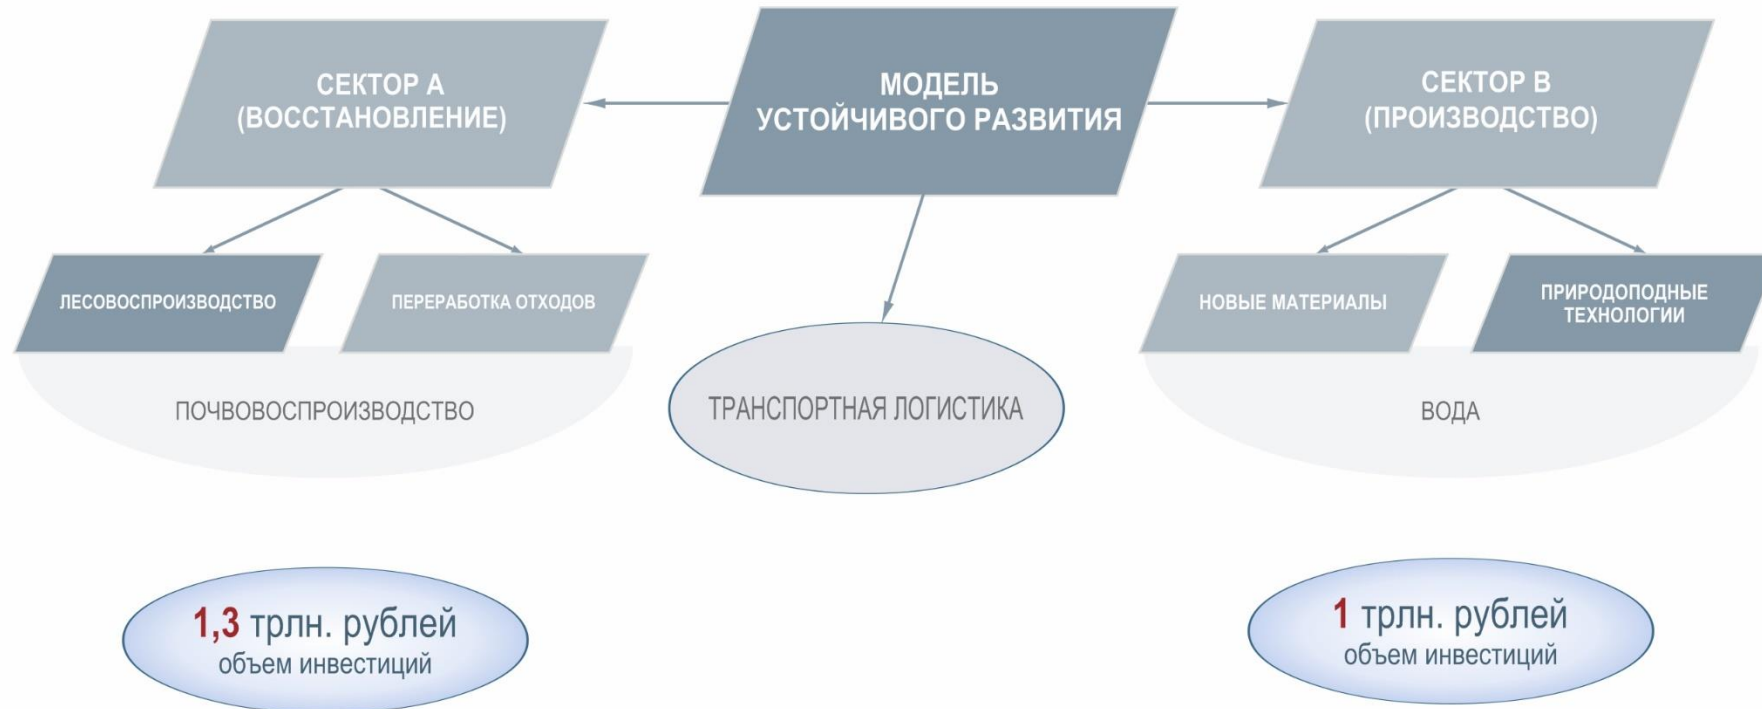 СЕКТОР А
(ВОССТАНОВЛЕНИЕ)
МОДЕЛЬ
УСТОЙЧИВОГО РАЗВИТИЯ
СЕКТОР В
(ПРОИЗВОДСТВО)
ЛЕСОВОСПРОИЗВОДСТВО
ПЕРЕРАБОТКА ОТХОДОВ
НОВЫЕ МАТЕРИАЛЫ
ПРИРОДОПОДНЫЕ
ТЕХНОЛОГИИ
ПОЧВОВОСПРОИЗВОДСТВО
ТРАНСПОРТНАЯ ЛОГИСТИКА
ВОДА
1,3 трлн. рублей
объем инвестиций
1 трлн. рублей
объем инвестиций